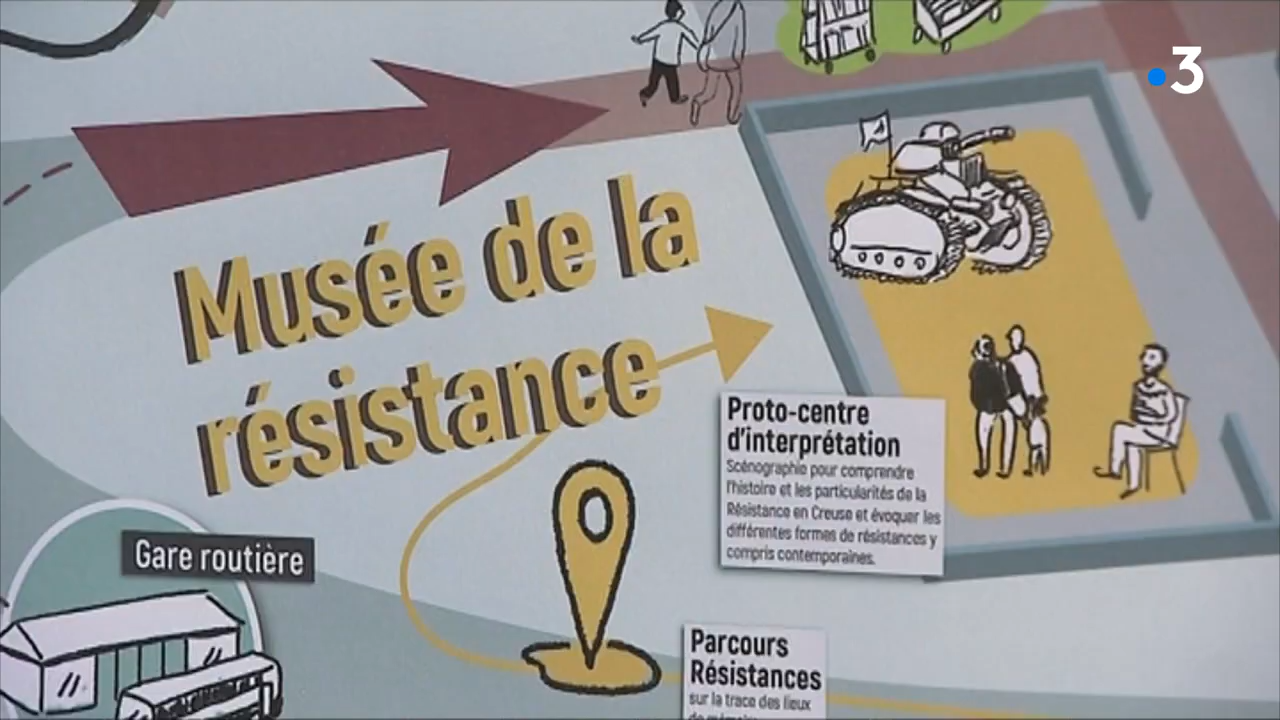 3
Musée de la
résistance
Proto-centre
d'interprétation
Scénographie pour comprendre
l'histoire et les particularités de la
Résistance en Creuse et évoquer les
différentes formes de résistances y
compris contemporaines.
Gare routière
Parcours
Résistances
sur la trace des lieux
de mémoire